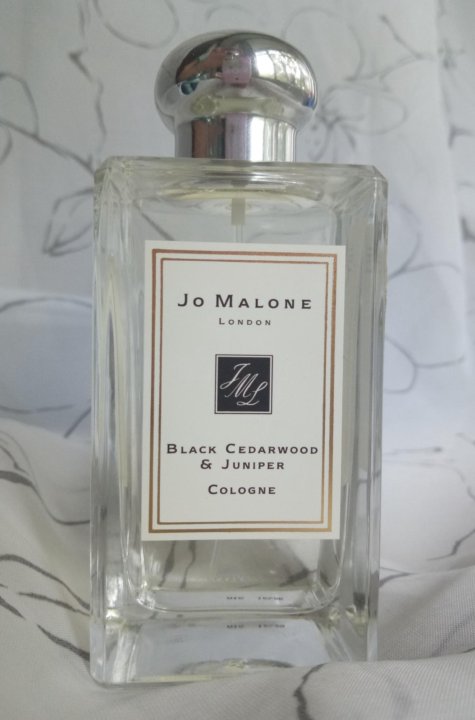 Jo Malone
London
JML
Black Cedarwood
& Juniper
Cologne